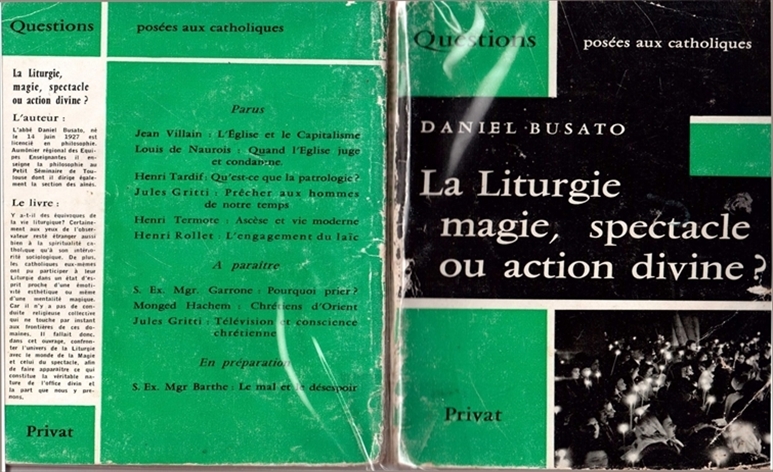 Questions
La Liturgie,
magie, spectacle
ou action divine ?
L'auteur :
L'abbé Daniel Busato, né
le 14 juin 1927 est
licencié en philosophie.
Aumônier régional des Equi-
pes Enseignantes il en-
seigne la philosophie au
Petit Séminaire de Tou-
louse dont il dirige égale-
ment la section des aînés.
Le livre :
Y a-t-il des équivoques de
la vie liturgique ? Certaine-
ment aux yeux de l'obser-
vateur resté étranger aussi
bien à la spiritualité ca-
tholique qu'à son intério-
rité sociologique. De plus,
les catholiques eux-mêmes
ont pu participer à leur
Liturgie dans un état d'es-
prit proche d'une émoti-
vité esthétique ou même
d'une mentalité magique.
Car il n'y a pas de con-
duite religieuse collective
qui ne touche par instant
aux frontières de ces do-
maines. Il fallait donc,
dans cet ouvrage, confron-
ter l'univers de la Liturgie
avec le monde de la Magie
et celui du spectacle, afin
de faire apparaître ce qui
constitue la véritable na-
ture de l'office divin et
la part que nous y pre-
nons.
Privat
posées aux catholiques
Parus
Jean Villain : L'Église et le Capitalisme
Louis de Naurois : Quand l'Eglise juge
et condamne.
Henri Tardif : Qu'est-ce que la patrologie ?
Jules Gritti : Prêcher aux hommes
de notre temps
Henri Termote : Ascèse et vie moderne
Henri Rollet : L'engagement du laïc
A paraître
S. Ex. Mgr. Garrone : Pourquoi prier ?
Monged Hachem : Chrétiens d'Orient
Jules Gritti : Télévision et conscience
chrétienne
En préparation
S. Ex. Mgr Barthe : Le mal et le désespoir
Questions
posées aux catholiques
DANIEL BUSATO
La Liturgie
magie, spectacle
ou action divine ?
Privat